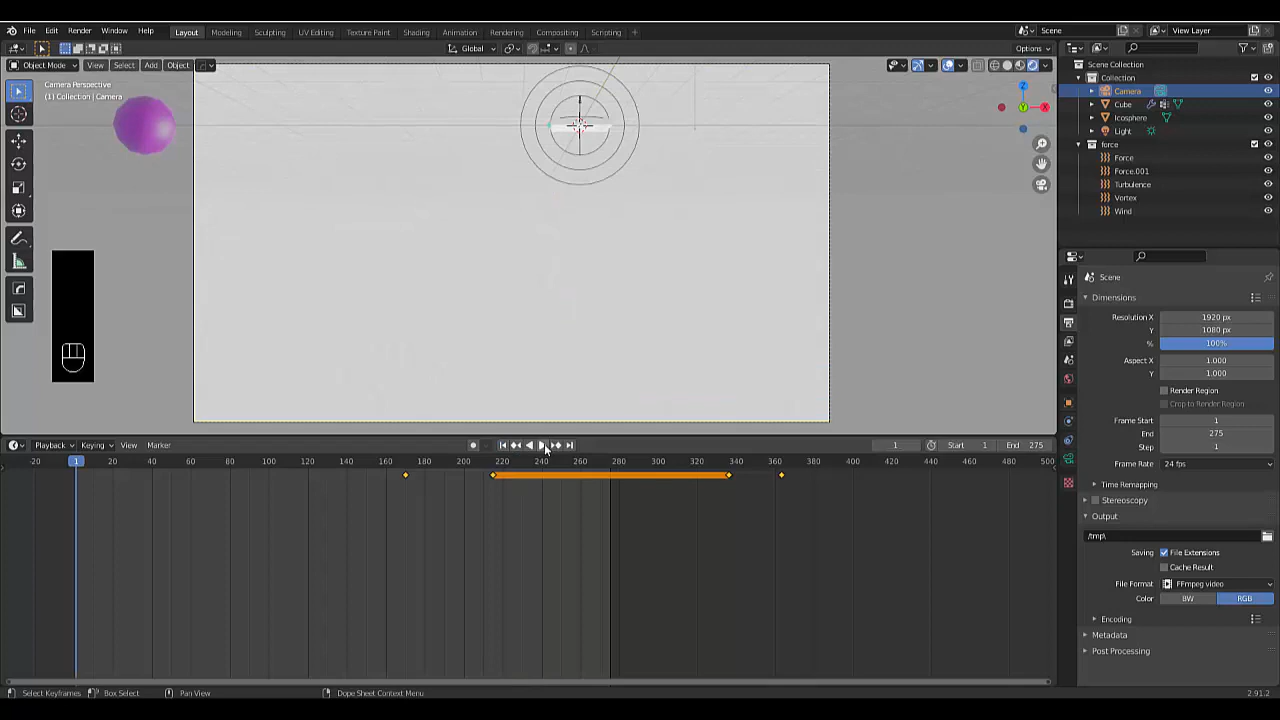 File Edit Render Window Help Layout Modeling Sculpting UV Editing Texture Paint Shading Animation Rendering Compositing Scripting + Scene View Layer
Global Options
Object Mode View Select Add Object
Camera Perspective
(1) Collection | Camera
Z
Y
X
Scene Collection
Collection
Camera
Cube
Icosphere
Light
force
Force
Force.001
Turbulence
Vortex
Wind
Scene
Dimensions
Resolution X 1920 px
Y 1080 px
% 100%
Aspect X 1.000
Y 1.000
Render Region
Crop to Render Region
Frame Start 1
End 275
Step 1
Frame Rate 24 fps
Time Remapping
Stereoscopy
Output
/tmp\
Saving File Extensions
Cache Result
File Format FFmpeg video
Color BW RGB
Encoding
Metadata
Post Processing
Playback Keying View Marker 1 Start 1 End 275
-20 1 20 40 60 80 100 120 140 160 180 200 220 240 260 280 300 320 340 360 380 400 420 440 460 480 500
Select Keyframes Box Select Pan View Dope Sheet Context Menu 2.91.2